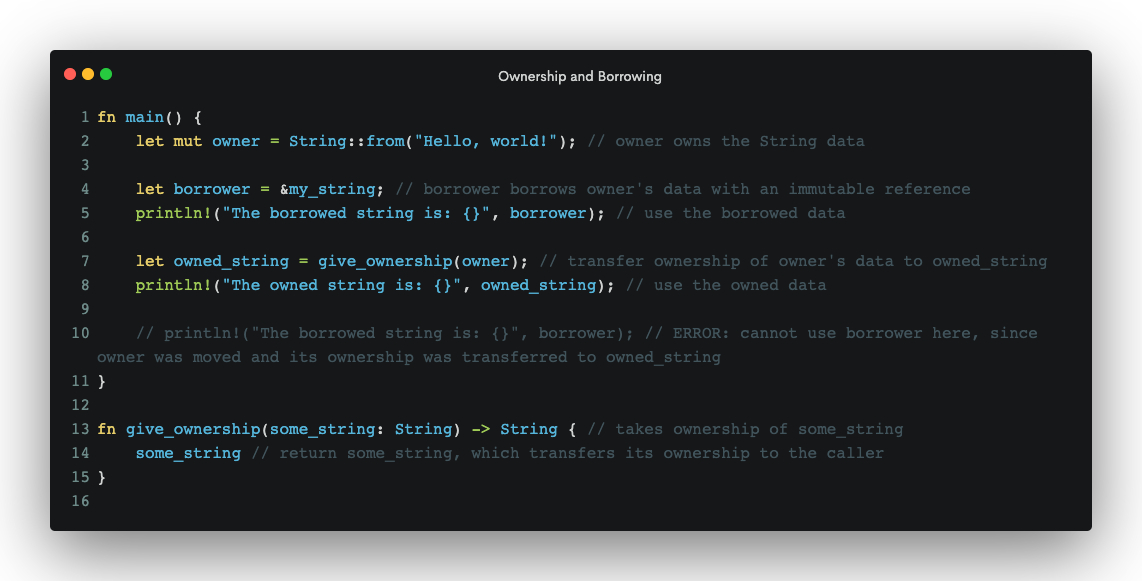 Ownership and Borrowing
1 fn main() {
2     let mut owner = String::from("Hello, world!"); // owner owns the String data
3
4     let borrower = &my_string; // borrower borrows owner's data with an immutable reference
5     println!("The borrowed string is: {}", borrower); // use the borrowed data
6
7     let owned_string = give_ownership(owner); // transfer ownership of owner's data to owned_string
8     println!("The owned string is: {}", owned_string); // use the owned data
9
10     // println!("The borrowed string is: {}", borrower); // ERROR: cannot use borrower here, since
owner was moved and its ownership was transferred to owned_string
11 }
12
13 fn give_ownership(some_string: String) -> String { // takes ownership of some_string
14     some_string // return some_string, which transfers its ownership to the caller
15 }
16